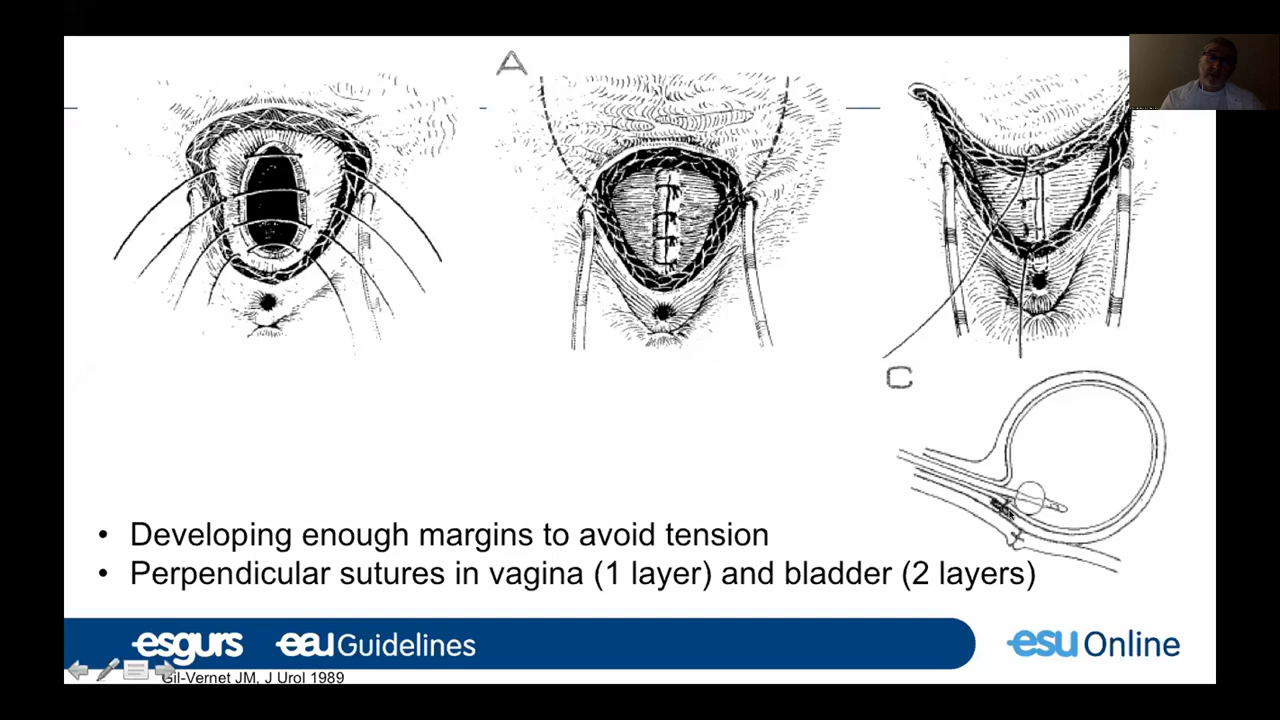 A
C
• Developing enough margins to avoid tension
• Perpendicular sutures in vagina (1 layer) and bladder (2 layers)
esgurs eau Guidelines
esu Online
Gil-Vernet JM, J Urol 1989